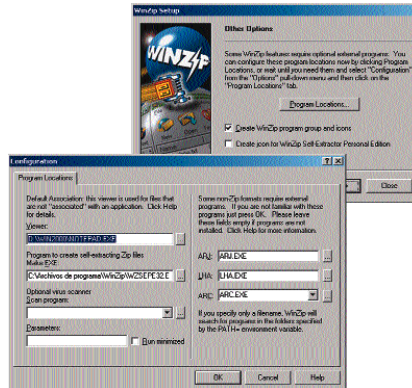 WinZip Setup
WINZIP
Other Options
Some WinZip features require optional external programs. You
can configure these program locations now by clicking Program
Locations, or wait until you need them and select "Configuration"
from the "Options" pull-down menu and then click on the
"Program Locations" tab.
Program Locations...
Create WinZip program group and icons
Create icon for WinZip Self-Extractor Personal Edition
Close
Configuration
Program Locations
Default Association: this viewer is used for files that
are not "associated" with an application. Click Help
for details.
Viewer:
D:\WIN2000\NOTEPAD.EXE
Program to create self-extracting Zip files
Make EXE:
C:\Archivos de programa\WinZip\WZSEPE32.E
Optional virus scanner
Scan program:
Parameters:
Run minimized
Some non-Zip formats require external
programs. If you are not familiar with these
programs just press OK. Please leave
these fields empty if programs are not
installed. Click Help for more information.
ARJ:
ARJ.EXE
LHA:
LHA.EXE
ARC:
ARC.EXE
If you specify only a filename, WinZip will
search for programs in the folders specified
by the PATH= environment variable.
OK
Cancel
Help